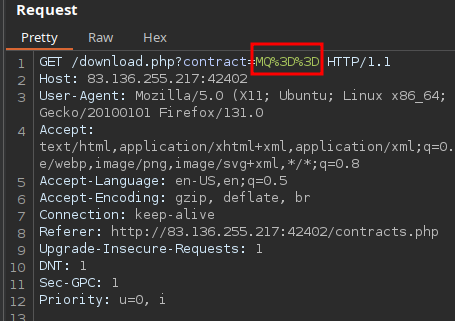 Request
Pretty Raw Hex
1 GET /download.php?contract=MQ%3D%3D HTTP/1.1
2 Host: 83.136.255.217:42402
3 User-Agent: Mozilla/5.0 (X11; Ubuntu; Linux x86_64;
Gecko/20100101 Firefox/131.0
4 Accept:
text/html,application/xhtml+xml,application/xml;q=0.
e/webp,image/png,image/svg+xml,*/*;q=0.8
5 Accept-Language: en-US,en;q=0.5
6 Accept-Encoding: gzip, deflate, br
7 Connection: keep-alive
8 Referer: http://83.136.255.217:42402/contracts.php
9 Upgrade-Insecure-Requests: 1
10 DNT: 1
11 Sec-GPC: 1
12 Priority: u=0, i